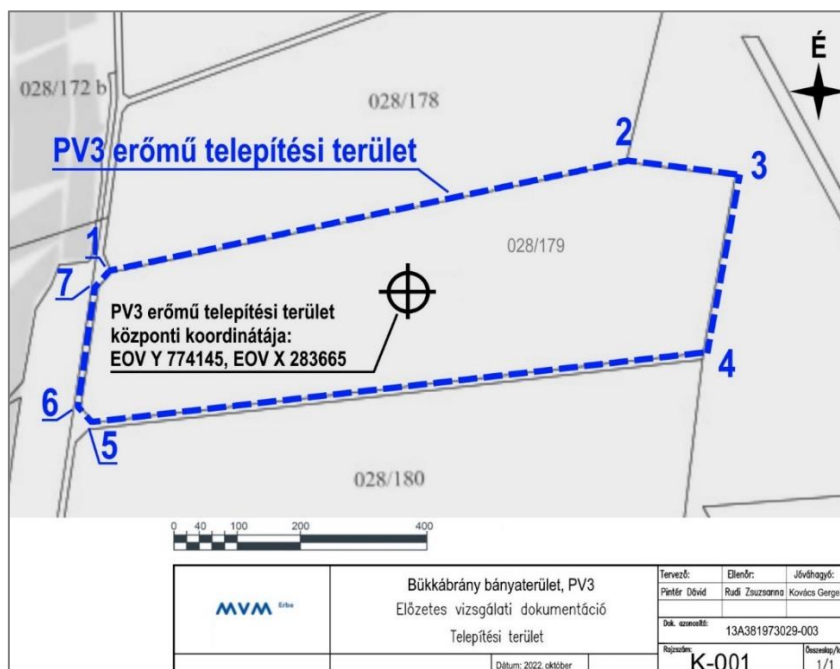 É
028/172 b
028/178
2
3
PV3 erőmű telepítési terület
028/179
1
7
PV3 erőmű telepítési terület
központi koordinátája:
EOV Y 774145, EOV X 283665
4
6
5
028/180
0 40 100 200 400
MVM Erbe
Bükkábrány bányaterület, PV3
Előzetes vizsgálati dokumentáció
Telepítési terület
Dátum: 2022. október
Tervező: Ellenőr: Jóváhagyó:
Pintér Dávid Rudi Zsuzsanna Kovács Gerge
Dok. azonosító: 13A381973029-003
Rajzszám:
K-001
1/1